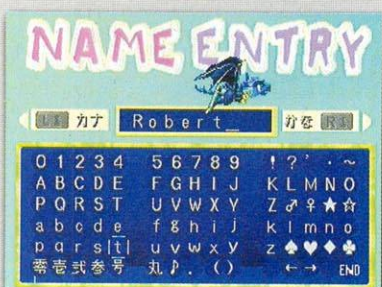 NAME ENTRY
L1 カナ Robert_ かな R1
0 1 2 3 4 5 6 7 8 9 ! ? ' ・ ~
A B C D E F G H I J K L M N O
P Q R S T U V W X Y Z ♂ ♀ ★ ☆
a b c d e f g h i j k l m n o
p q r s t u v w x y z ♠ ♥ ♦ ♣
零 壱 弐 参 号 丸 ♪ . ( ) ← → END